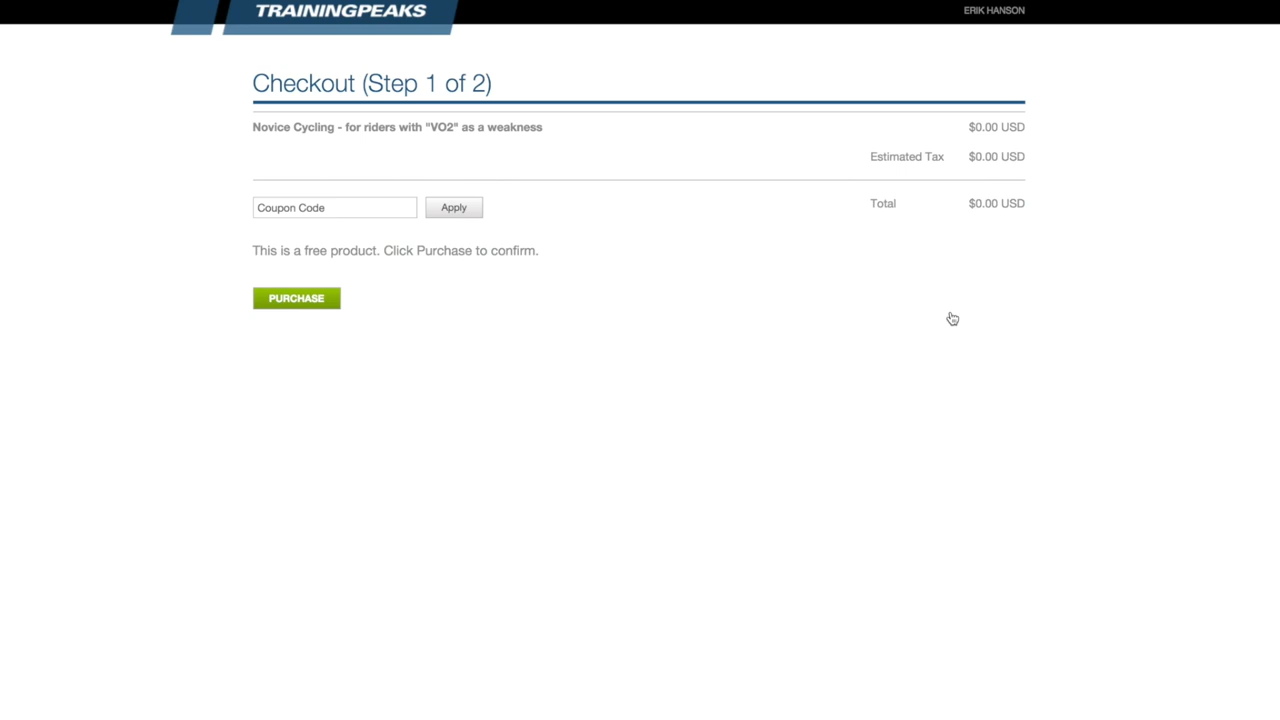 TRAININGPEAKS
ERIK HANSON
Checkout (Step 1 of 2)
Novice Cycling - for riders with "VO2" as a weakness $0.00 USD
Estimated Tax $0.00 USD
Coupon Code Apply Total $0.00 USD
This is a free product. Click Purchase to confirm.
PURCHASE